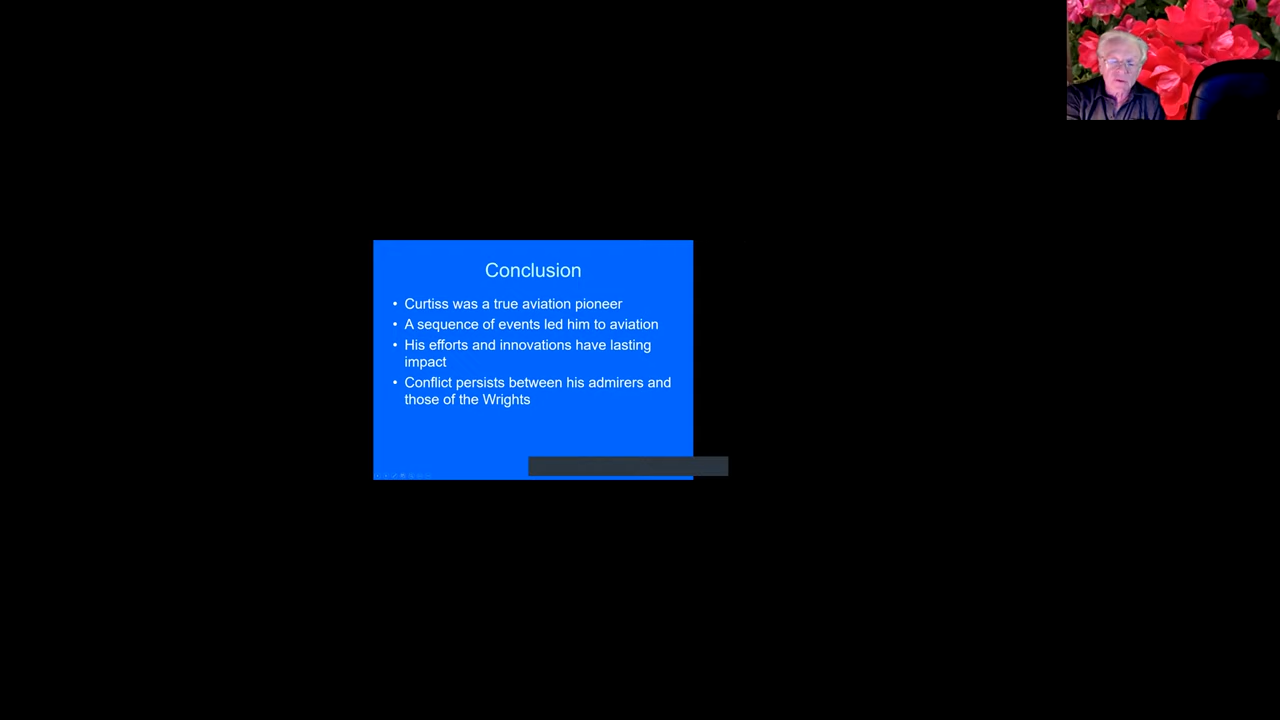 Conclusion
• Curtiss was a true aviation pioneer
• A sequence of events led him to aviation
• His efforts and innovations have lasting
impact
• Conflict persists between his admirers and
those of the Wrights